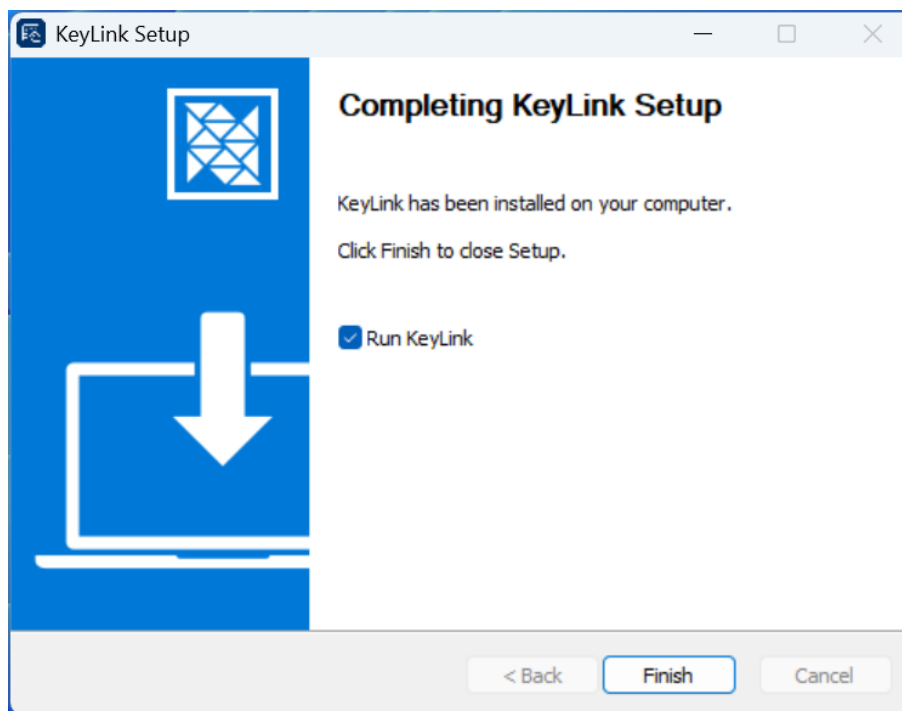 KeyLink Setup
Completing KeyLink Setup
KeyLink has been installed on your computer.
Click Finish to close Setup.
Run KeyLink
< Back Finish Cancel